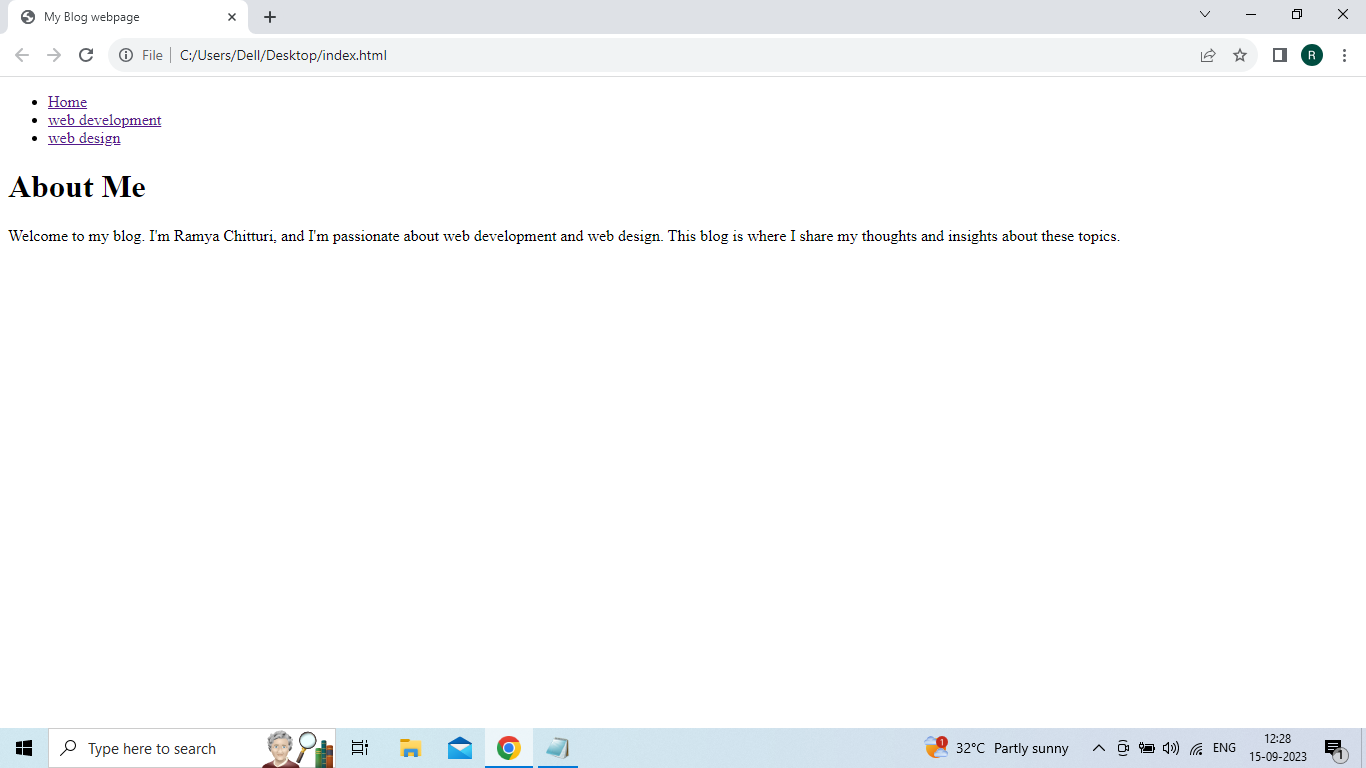 My Blog webpage
File
C:/Users/Dell/Desktop/index.html
R
Home
web development
web design
About Me
Welcome to my blog. I'm Ramya Chitturi, and I'm passionate about web development and web design. This blog is where I share my thoughts and insights about these topics.
Type here to search
1
32°C Partly sunny
ENG
12:28
15-09-2023
1